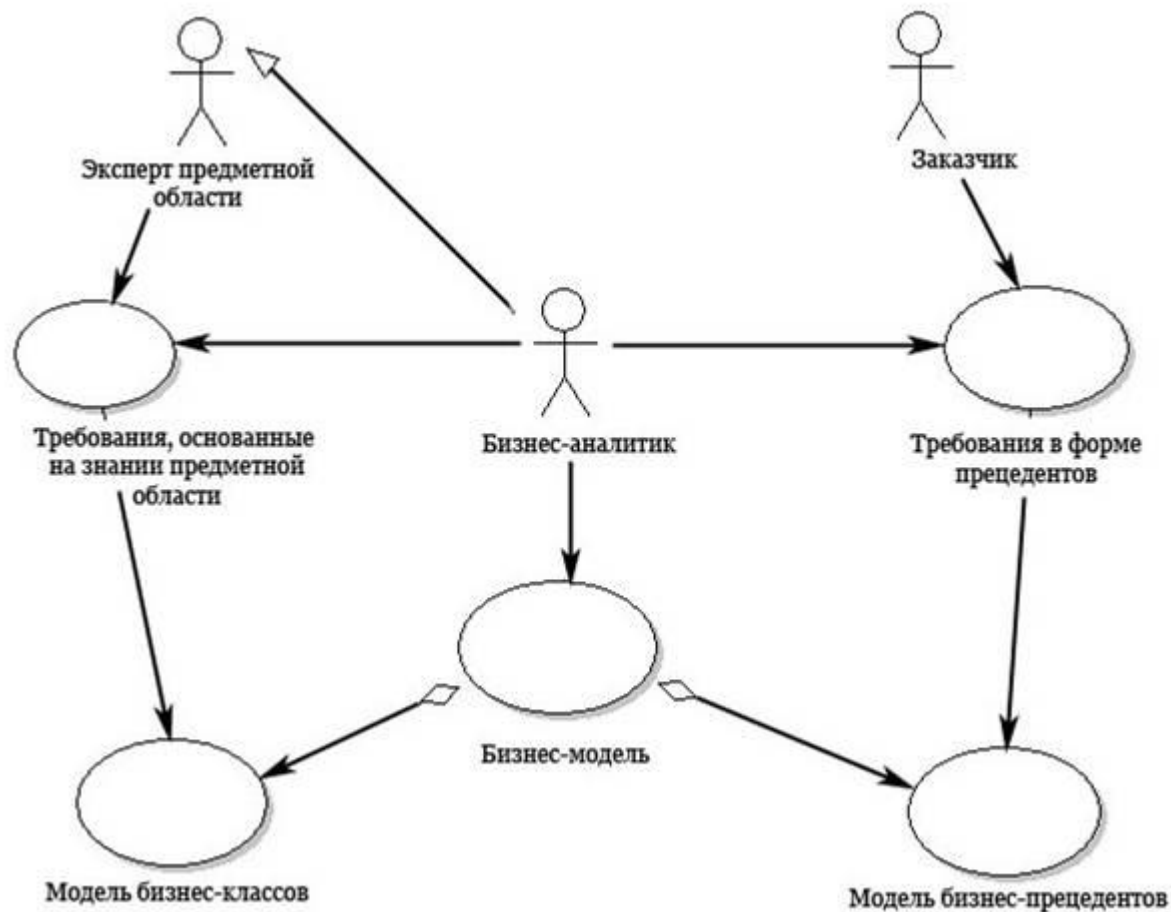 Эксперт предметной
области
Заказчик
Требования, основанные
на знании предметной
области
Бизнес-аналитик
Требования в форме
прецедентов
Бизнес-модель
Модель бизнес-классов
Модель бизнес-прецедентов